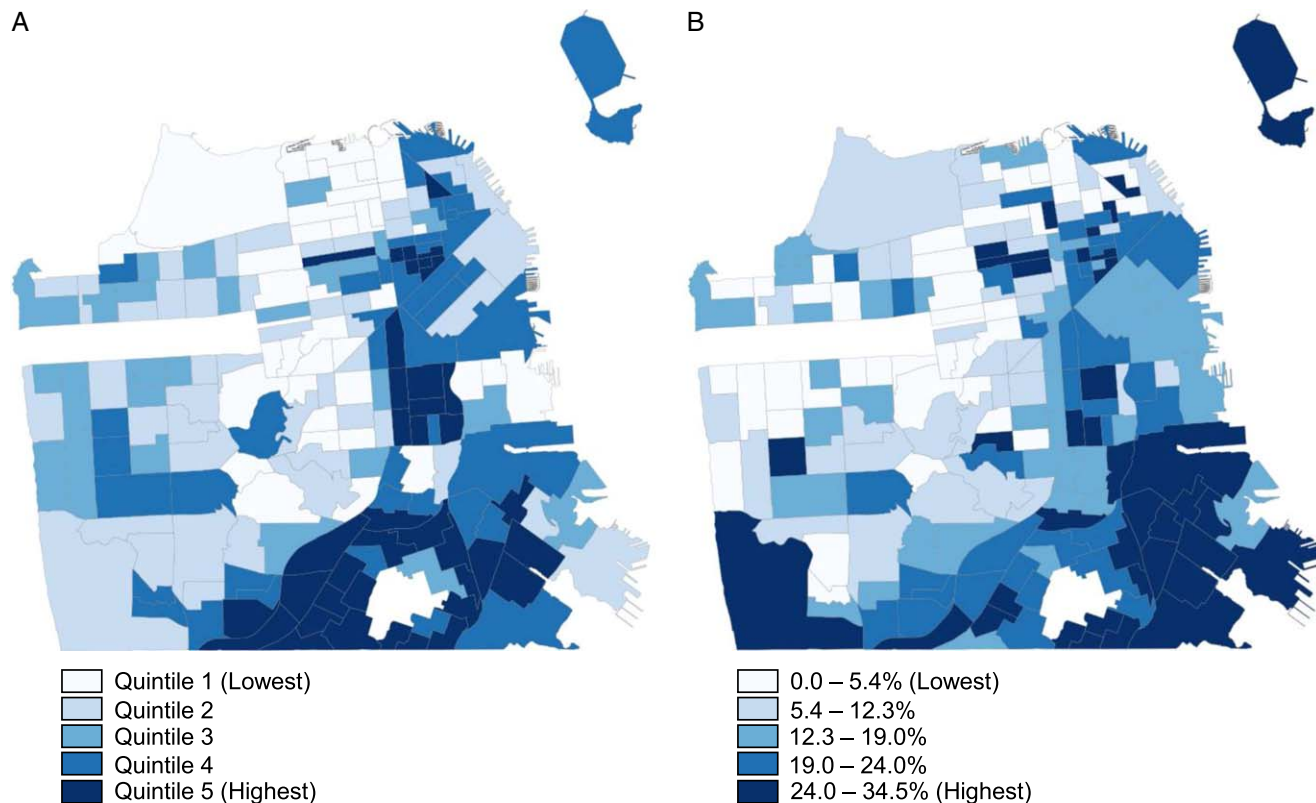 A
B
Quintile 1 (Lowest)
Quintile 2
Quintile 3
Quintile 4
Quintile 5 (Highest)
0.0 – 5.4% (Lowest)
5.4 – 12.3%
12.3 – 19.0%
19.0 – 24.0%
24.0 – 34.5% (Highest)